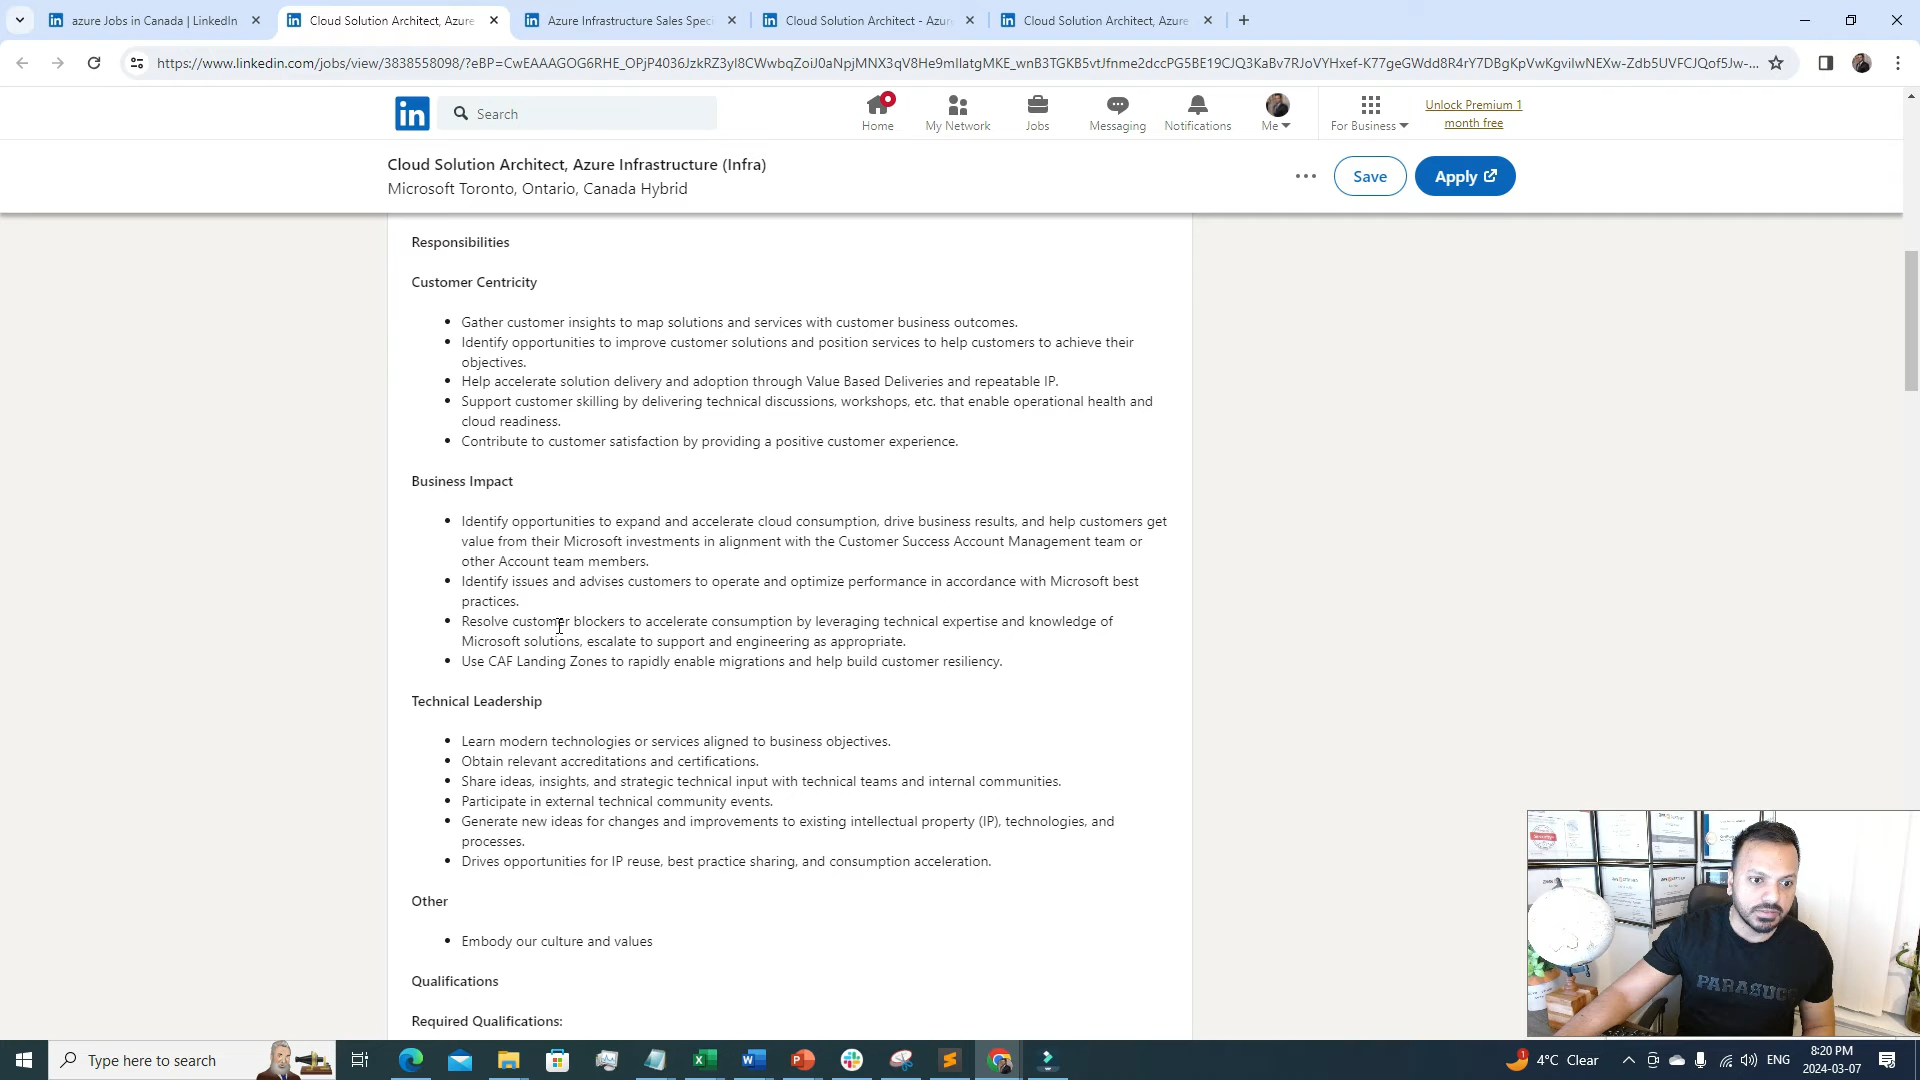 azure Jobs in Canada | LinkedIn
Cloud Solution Architect, Azure
Azure Infrastructure Sales Speci
Cloud Solution Architect - Azur
Cloud Solution Architect, Azure
Search
Home
My Network
Jobs
Messaging
Notifications
Me
For Business
Unlock Premium 1
month free
Cloud Solution Architect, Azure Infrastructure (Infra)
Microsoft Toronto, Ontario, Canada Hybrid
Save
Apply
Responsibilities
Customer Centricity
• Gather customer insights to map solutions and services with customer business outcomes.
• Identify opportunities to improve customer solutions and position services to help customers to achieve their
objectives.
• Help accelerate solution delivery and adoption through Value Based Deliveries and repeatable IP.
• Support customer skilling by delivering technical discussions, workshops, etc. that enable operational health and
cloud readiness.
• Contribute to customer satisfaction by providing a positive customer experience.
Business Impact
• Identify opportunities to expand and accelerate cloud consumption, drive business results, and help customers get
value from their Microsoft investments in alignment with the Customer Success Account Management team or
other Account team members.
• Identify issues and advises customers to operate and optimize performance in accordance with Microsoft best
practices.
• Resolve customer blockers to accelerate consumption by leveraging technical expertise and knowledge of
Microsoft solutions, escalate to support and engineering as appropriate.
• Use CAF Landing Zones to rapidly enable migrations and help build customer resiliency.
Technical Leadership
• Learn modern technologies or services aligned to business objectives.
• Obtain relevant accreditations and certifications.
• Share ideas, insights, and strategic technical input with technical teams and internal communities.
• Participate in external technical community events.
• Generate new ideas for changes and improvements to existing intellectual property (IP), technologies, and
processes.
• Drives opportunities for IP reuse, best practice sharing, and consumption acceleration.
Other
• Embody our culture and values
Qualifications
Required Qualifications:
Type here to search
4°C Clear
ENG
8:20 PM
2024-03-07